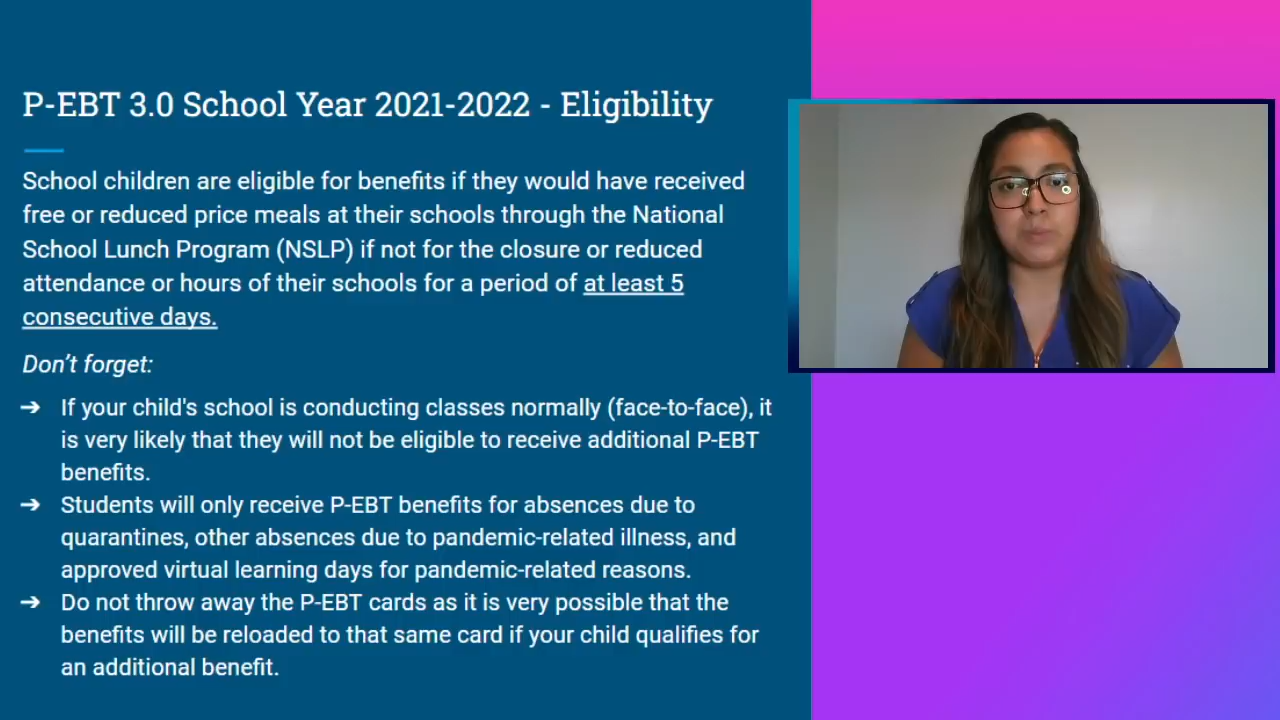 P-EBT 3.0 School Year 2021-2022 - Eligibility
School children are eligible for benefits if they would have received
free or reduced price meals at their schools through the National
School Lunch Program (NSLP) if not for the closure or reduced
attendance or hours of their schools for a period of at least 5
consecutive days.
Don’t forget:
➔ If your child's school is conducting classes normally (face-to-face), it
is very likely that they will not be eligible to receive additional P-EBT
benefits.
➔ Students will only receive P-EBT benefits for absences due to
quarantines, other absences due to pandemic-related illness, and
approved virtual learning days for pandemic-related reasons.
➔ Do not throw away the P-EBT cards as it is very possible that the
benefits will be reloaded to that same card if your child qualifies for
an additional benefit.